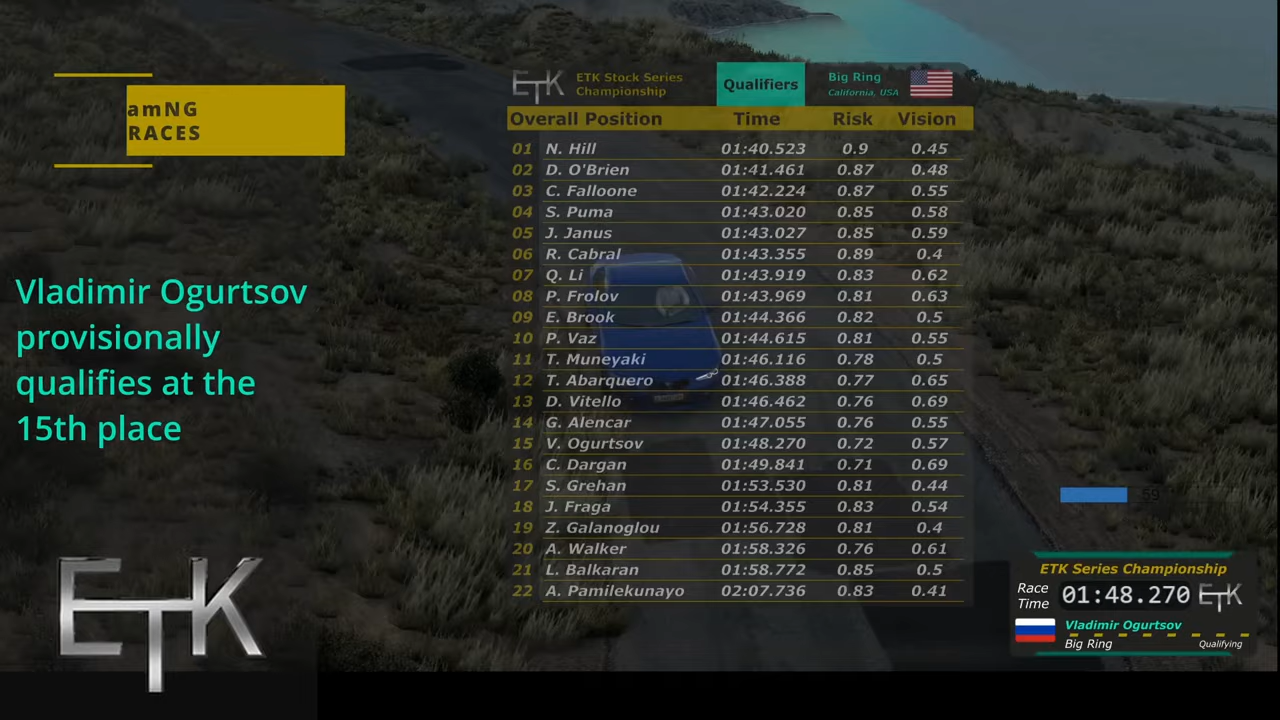 amNG
RACES
Vladimir Ogurtsov
provisionally
qualifies at the
15th place
ETK
ETK ETK Stock Series
Championship
Qualifiers
Big Ring
California, USA
Overall Position Time Risk Vision
01 N. Hill 01:40.523 0.9 0.45
02 D. O'Brien 01:41.461 0.87 0.48
03 C. Falloone 01:42.224 0.87 0.55
04 S. Puma 01:43.020 0.85 0.58
05 J. Janus 01:43.027 0.85 0.59
06 R. Cabral 01:43.355 0.89 0.4
07 Q. Li 01:43.919 0.83 0.62
08 P. Frolov 01:43.969 0.81 0.63
09 E. Brook 01:44.366 0.82 0.5
10 P. Vaz 01:44.615 0.81 0.55
11 T. Muneyaki 01:46.116 0.78 0.5
12 T. Abarquero 01:46.388 0.77 0.65
13 D. Vitello 01:46.462 0.76 0.69
14 G. Alencar 01:47.055 0.76 0.55
15 V. Ogurtsov 01:48.270 0.72 0.57
16 C. Dargan 01:49.841 0.71 0.69
17 S. Grehan 01:53.530 0.81 0.44
18 J. Fraga 01:54.355 0.83 0.54
19 Z. Galanoglou 01:56.728 0.81 0.4
20 A. Walker 01:58.326 0.76 0.61
21 L. Balkaran 01:58.772 0.85 0.5
22 A. Pamilekunayo 02:07.736 0.83 0.41
59
ETK Series Championship
Race
Time
01:48.270 ETK
Vladimir Ogurtsov
Big Ring Qualifying